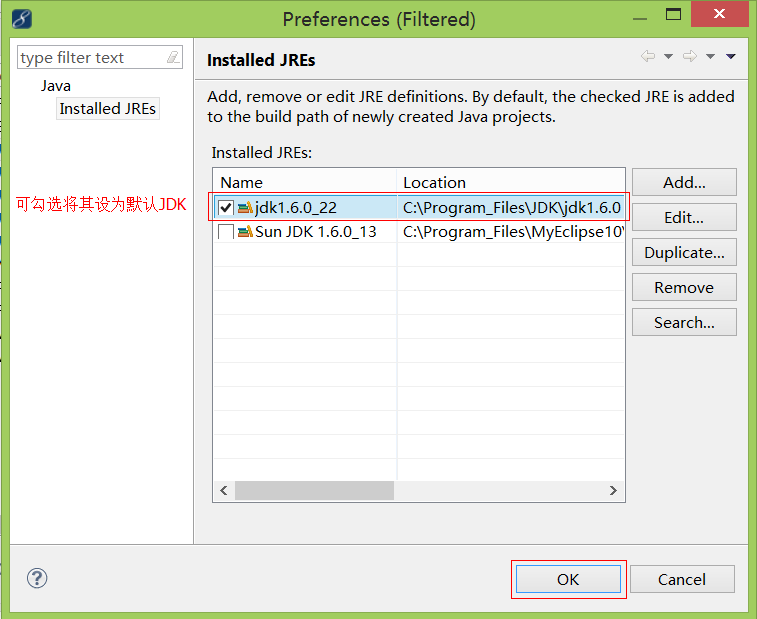 Preferences (Filtered)
type filter text
Java
Installed JREs
可勾选将其设为默认JDK
Installed JREs
Add, remove or edit JRE definitions. By default, the checked JRE is added
to the build path of newly created Java projects.
Installed JREs:
Name Location
jdk1.6.0_22 C:\Program_Files\JDK\jdk1.6.0
Sun JDK 1.6.0_13 C:\Program_Files\MyEclipse10\
Add...
Edit...
Duplicate...
Remove
Search...
OK Cancel